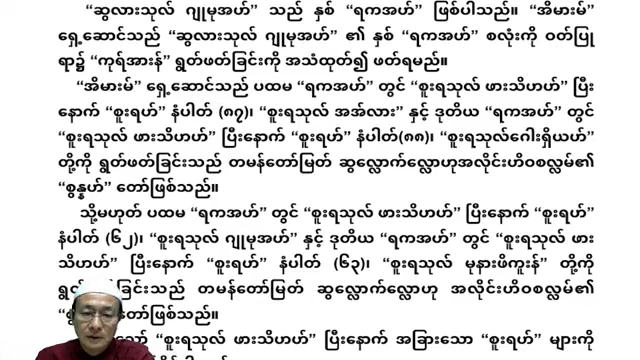 “ဆွလားသုလ် ဂျုမုအဟ်” သည် နှစ် “ရကအဟ်” ဖြစ်ပါသည်။ “အိမာမ်”
ရှေ့ဆောင်သည် “ဆွလားသုလ် ဂျုမုအဟ်” ၏ နှစ် “ရကအဟ်” စလုံးကို ဝတ်ပြု
ရာ၌ “ကုရ်အားန်” ရွတ်ဖတ်ခြင်းကို အသံထုတ်၍ ဖတ်ရမည်။
“အိမာမ်” ရှေ့ဆောင်သည် ပထမ “ရကအဟ်” တွင် “စူးရသုလ် ဖားသိဟဟ်” ပြီး
နောက် “စူးရဟ်” နံပါတ် (၈၇)၊ “စူးရသုလ် အအ်လား” နှင့် ဒုတိယ “ရကအဟ်” တွင်
“စူးရသုလ် ဖားသိဟဟ်” ပြီးနောက် “စူးရဟ်” နံပါတ်(၈၈)၊ “စူးရသုလ်ဂေါးရှိယဟ်”
တို့ကို ရွတ်ဖတ်ခြင်းသည် တမန်တော်မြတ် ဆွလ္လောက်လ္လောဟုအလိုင်းဟိဝစလ္လမ်၏
“စွန္နဟ်” တော်ဖြစ်သည်။
သို့မဟုတ် ပထမ “ရကအဟ်” တွင် “စူးရသုလ် ဖားသိဟဟ်” ပြီးနောက် “စူးရဟ်”
နံပါတ် (၆၂)၊ “စူးရသုလ် ဂျုမုအဟ်” နှင့် ဒုတိယ “ရကအဟ်” တွင် “စူးရသုလ် ဖား
သိဟဟ်” ပြီးနောက် “စူးရဟ်” နံပါတ် (၆၃)၊ “စူးရသုလ် မုနားဖိကူးန်” တို့ကို
ခြင်းသည် တမန်တော်မြတ် ဆွလ္လောက်လ္လောဟု အလိုင်းဟိဝစလ္လမ်၏
တော်ဖြစ်သည်။
“စူးရသုလ် ဖားသိဟဟ်” ပြီးနောက် အခြားသော “စူးရဟ်” များကို